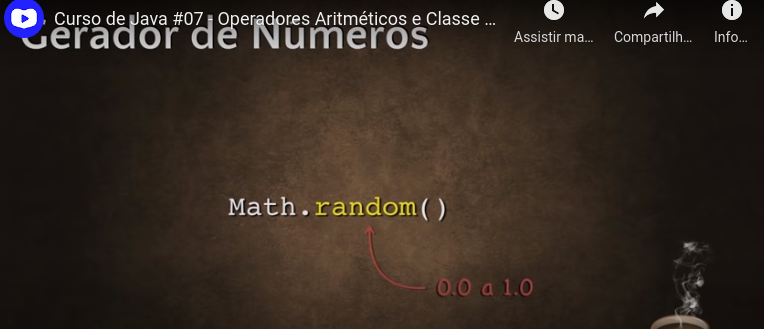 Curso de Java #07 - Operadores Aritméticos e Classe ...
Assistir ma... Compartilh... Info...
Gerador de Números
Math.random()
0.0 a 1.0